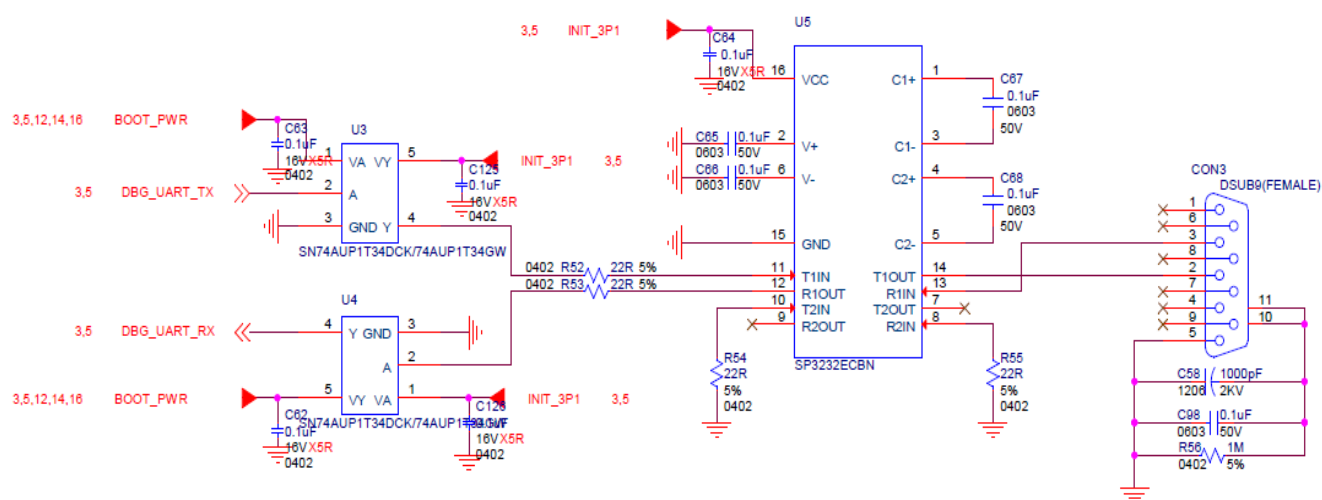 U5
3,5 INIT_3P1
C64
0.1uF
16V X5R
0402
16 VCC C1+ 1
C67
0.1uF
0603
50V
3,5,12,14,16 BOOT_PWR
C63
0.1uF
16V X5R
0402
U3
1 VA VY 5
INIT_3P1 3,5
C125
0.1uF
16V X5R
0402
3,5 DBG_UART_TX
2 A
3 GND Y 4
SN74AUP1T34DCK/74AUP1T34GW
C65 0.1uF 2 V+ C1- 3
0603 50V
C66 0.1uF 6 V- C2+ 4
0603 50V
C68
0.1uF
0603
50V
15 GND C2- 5
0402 R52 22R 5% 11 T1IN T1OUT 14
0402 R53 22R 5% 12 R1OUT R1IN 13
10 T2IN T2OUT 7
9 R2OUT R2IN 8
SP3232ECBN
R54
22R
5%
0402
R55
22R
5%
0402
CON3
DSUB9(FEMALE)
1
6
3
8
2
7
4
9
5
11
10
C58 1000pF
1206 2KV
C98 0.1uF
0603 50V
R56 1M
0402 5%
U4
3,5 DBG_UART_RX
4 Y GND 3
A 2
3,5,12,14,16 BOOT_PWR
5 VY VA 1
INIT_3P1 3,5
C62
0.1uF
16V X5R
0402
C126
16V X5R
0402